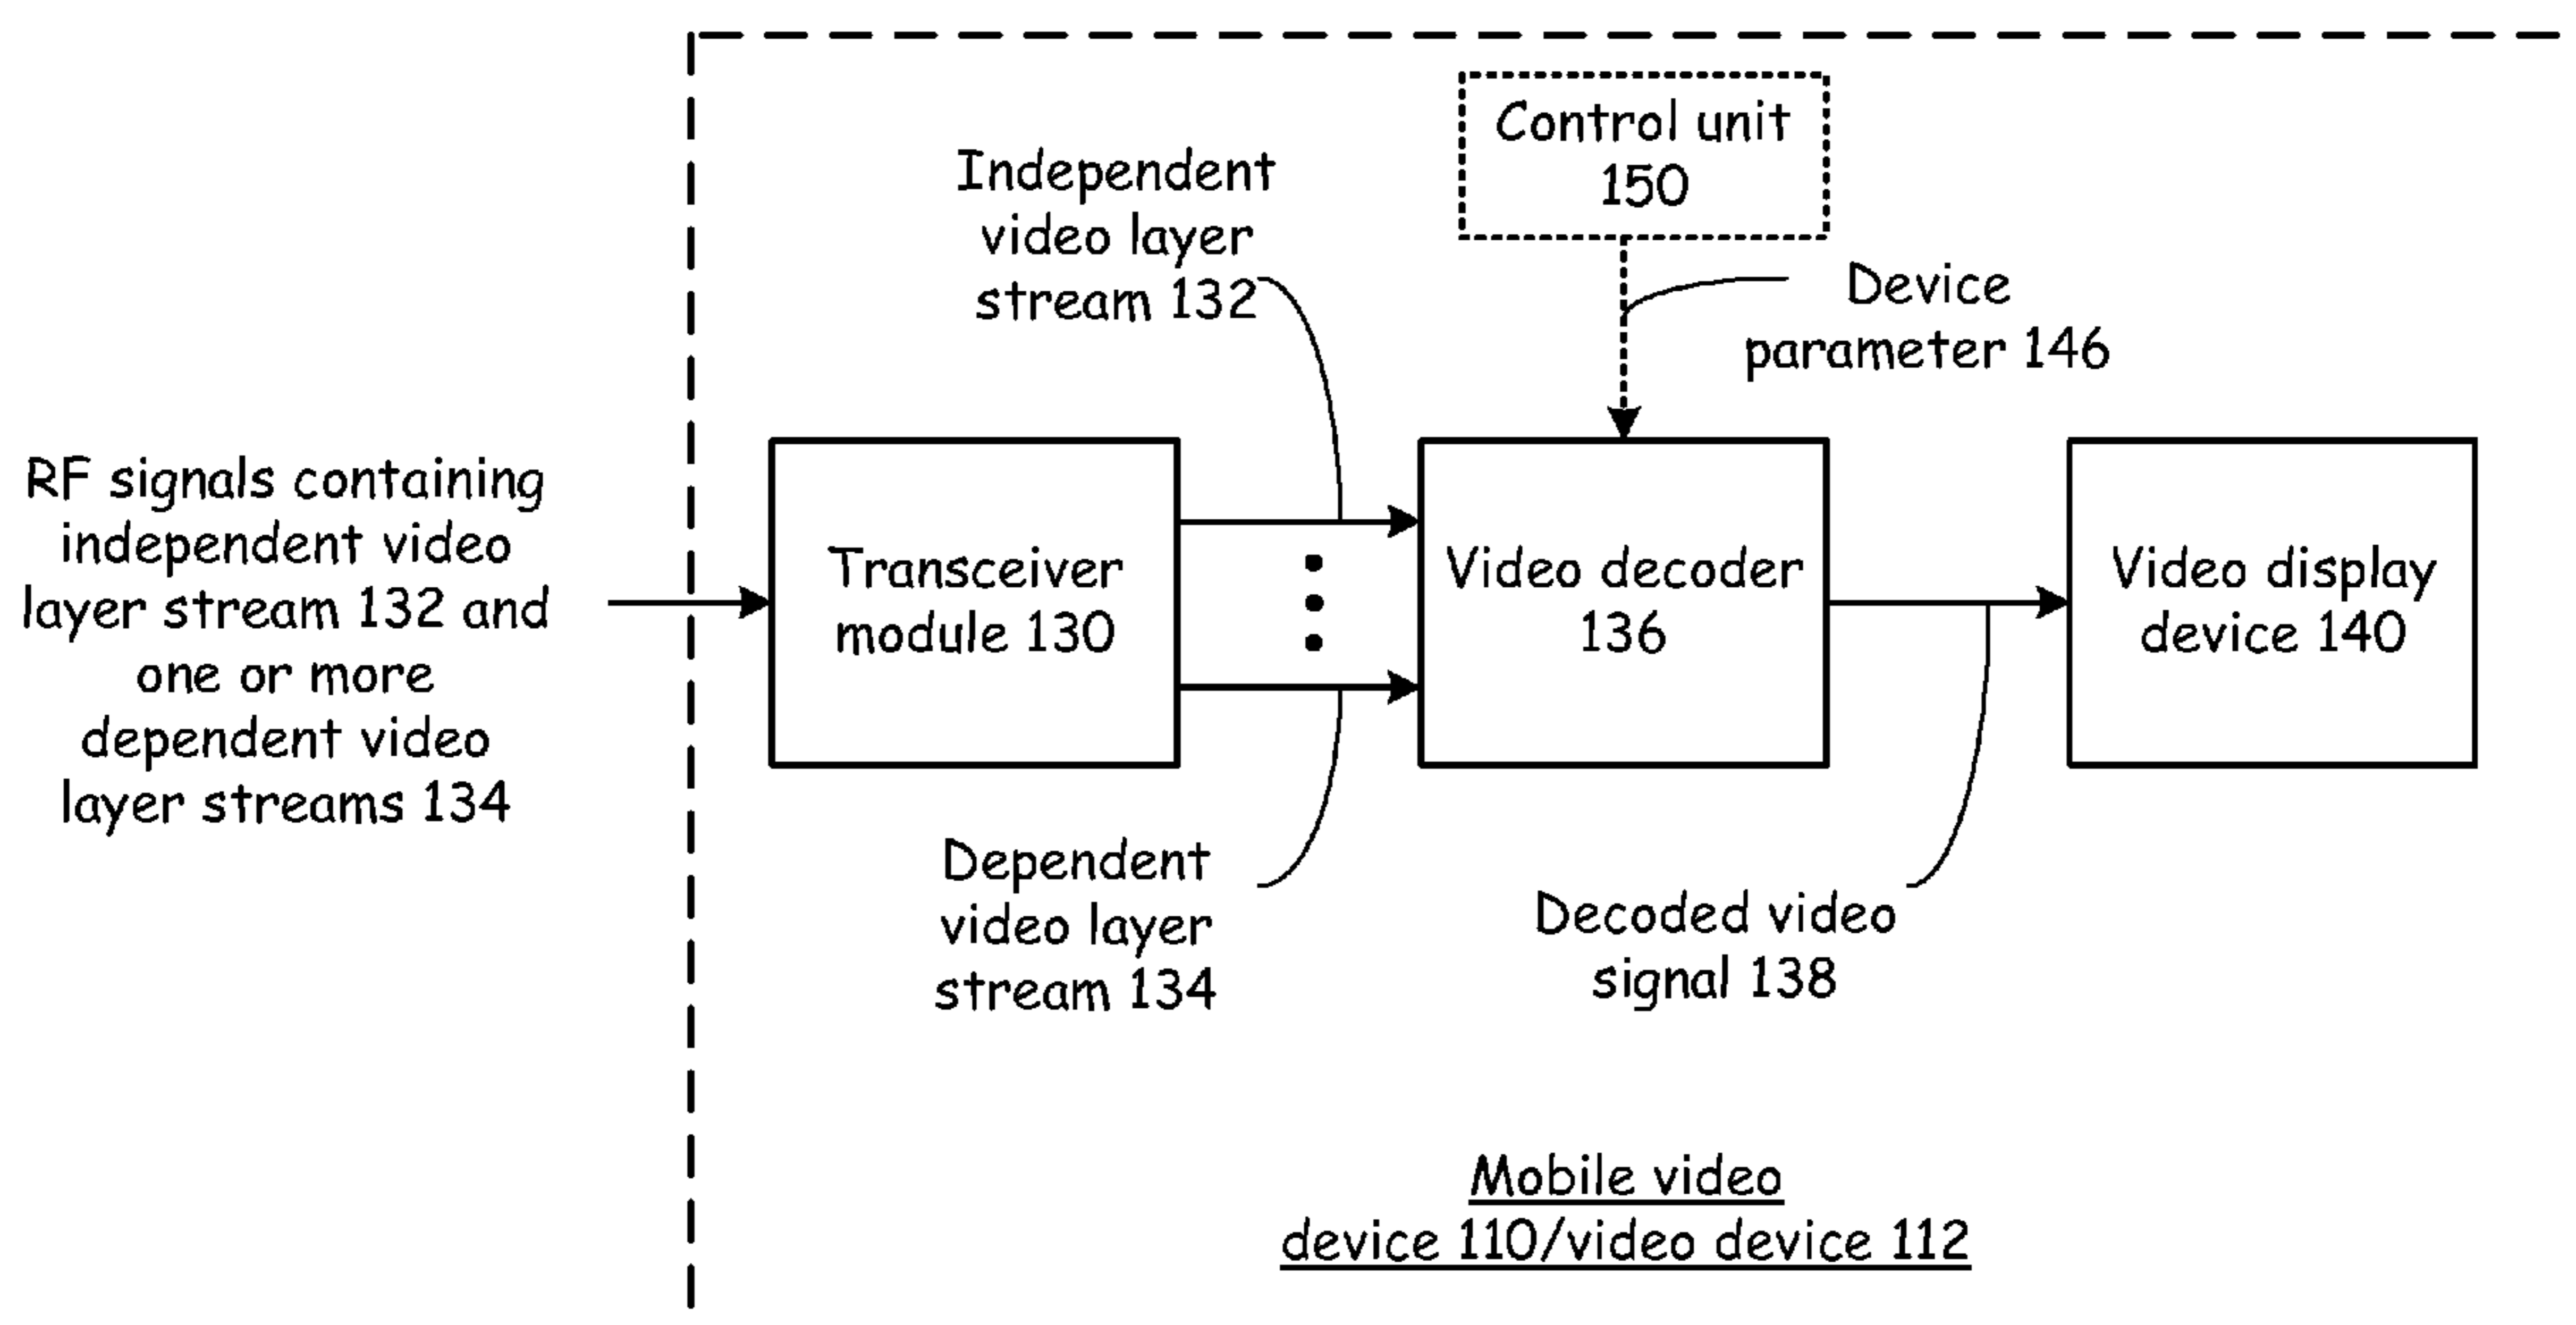 Control unit
150
Independent
video layer
stream 132
Device
parameter 146
RF signals containing
independent video
layer stream 132 and
one or more
dependent video
layer streams 134
Transceiver
module 130
Video decoder
136
Video display
device 140
Dependent
video layer
stream 134
Decoded video
signal 138
Mobile video
device 110/video device 112